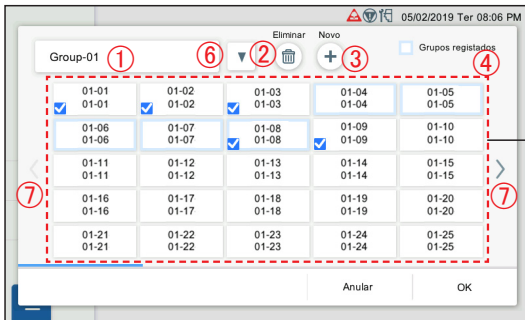 05/02/2019 Ter 08:06 PM
Eliminar Novo
Group-01 ① ⑥ ▼ ② + ③ Grupos registados ④
01-01 01-02 01-03 01-04 01-05
01-01 01-02 01-03 01-04 01-05
01-06 01-07 01-08 01-09 01-10
01-06 01-07 01-08 01-09 01-10
01-11 01-12 01-13 01-14 01-15
01-11 01-12 01-13 01-14 01-15
⑦ ⑦
01-16 01-17 01-18 01-19 01-20
01-16 01-17 01-18 01-19 01-20
01-21 01-22 01-23 01-24 01-25
01-21 01-22 01-23 01-24 01-25
Anular OK